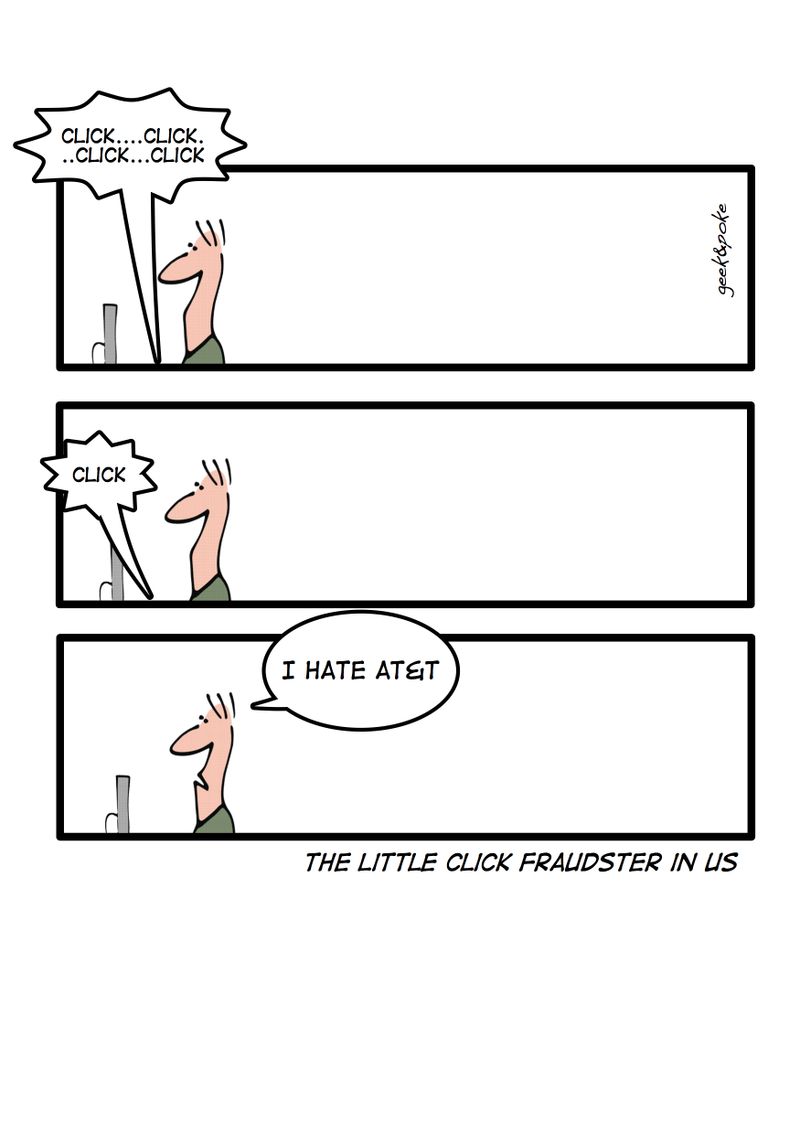 CLICK....CLICK.
..CLICK...CLICK
geek&poke
CLICK
I HATE AT&T
THE LITTLE CLICK FRAUDSTER IN US